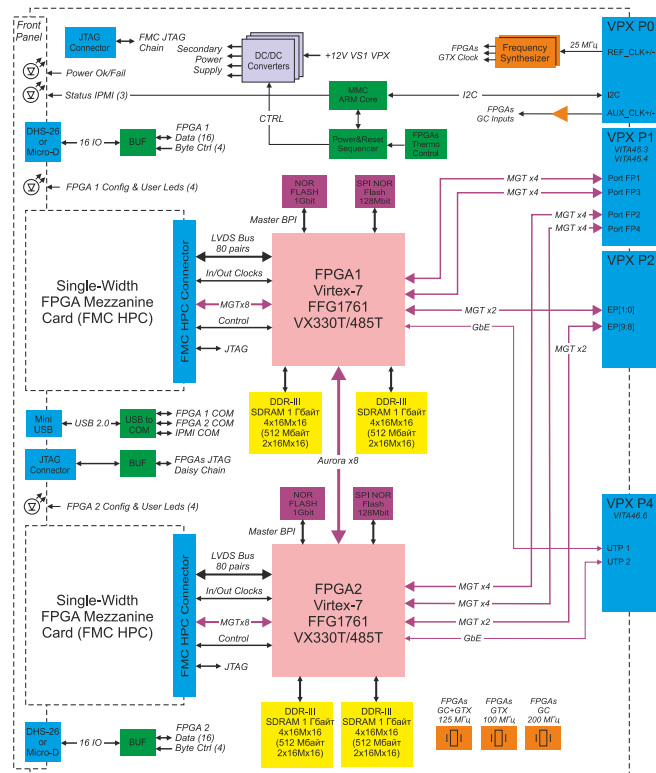 Front
Panel
JTAG
Connector
FMC JTAG
Chain
Secondary
Power
Supply
DC/DC
Converters
+12V VS1 VPX
FPGAs
GTX Clock
Frequency
Synthesizer
25 МГц
VPX P0
REF_CLK+/-
Power Ok/Fail
Status IPMI (3)
MMC
ARM Core
I2C
I2C
CTRL
FPGAs
GC Inputs
AUX_CLK+/-
DHS-26
or
Micro-D
16 IO
BUF
FPGA 1
Data (16)
Byte Ctrl (4)
Power&Reset
Sequencer
FPGAs
Thermo
Control
VPX P1
VITA46.3
VITA46.4
FPGA 1 Config & User Leds (4)
NOR
FLASH
1Gbit
SPI NOR
Flash
128Mbit
MGT x4
Port FP1
MGT x4
Port FP3
MGT x4
Port FP2
MGT x4
Port FP4
Master BPI
Single-Width
FPGA Mezzanine
Card (FMC HPC)
FMC HPC Connector
LVDS Bus
80 pairs
In/Out Clocks
MGTx8
Control
JTAG
FPGA1
Virtex-7
FFG1761
VX330T/485T
VPX P2
MGT x2
EP[1:0]
GbE
EP[9:8]
MGT x2
DDR-III
SDRAM 1 Гбайт
4x16Mx16
(512 Мбайт
2x16Mx16)
DDR-III
SDRAM 1 Гбайт
4x16Mx16
(512 Мбайт
2x16Mx16)
Mini
USB
USB 2.0
USB to
COM
FPGA 1 COM
FPGA 2 COM
IPMI COM
JTAG
Connector
BUF
FPGAs JTAG
Daisy Chain
Aurora x8
FPGA 2 Config & User Leds (4)
NOR
FLASH
1Gbit
SPI NOR
Flash
128Mbit
VPX P4
VITA46.6
Master BPI
UTP 1
UTP 2
Single-Width
FPGA Mezzanine
Card (FMC HPC)
FMC HPC Connector
LVDS Bus
80 pairs
In/Out Clocks
MGTx8
Control
JTAG
FPGA2
Virtex-7
FFG1761
VX330T/485T
MGT x4
MGT x4
MGT x2
GbE
DDR-III
SDRAM 1 Гбайт
4x16Mx16
(512 Мбайт
2x16Mx16)
DDR-III
SDRAM 1 Гбайт
4x16Mx16
(512 Мбайт
2x16Mx16)
FPGAs
GC+GTX
125 МГц
FPGAs
GTX
100 МГц
FPGAs
GC
200 МГц
DHS-26
or
Micro-D
16 IO
BUF
FPGA 2
Data (16)
Byte Ctrl (4)